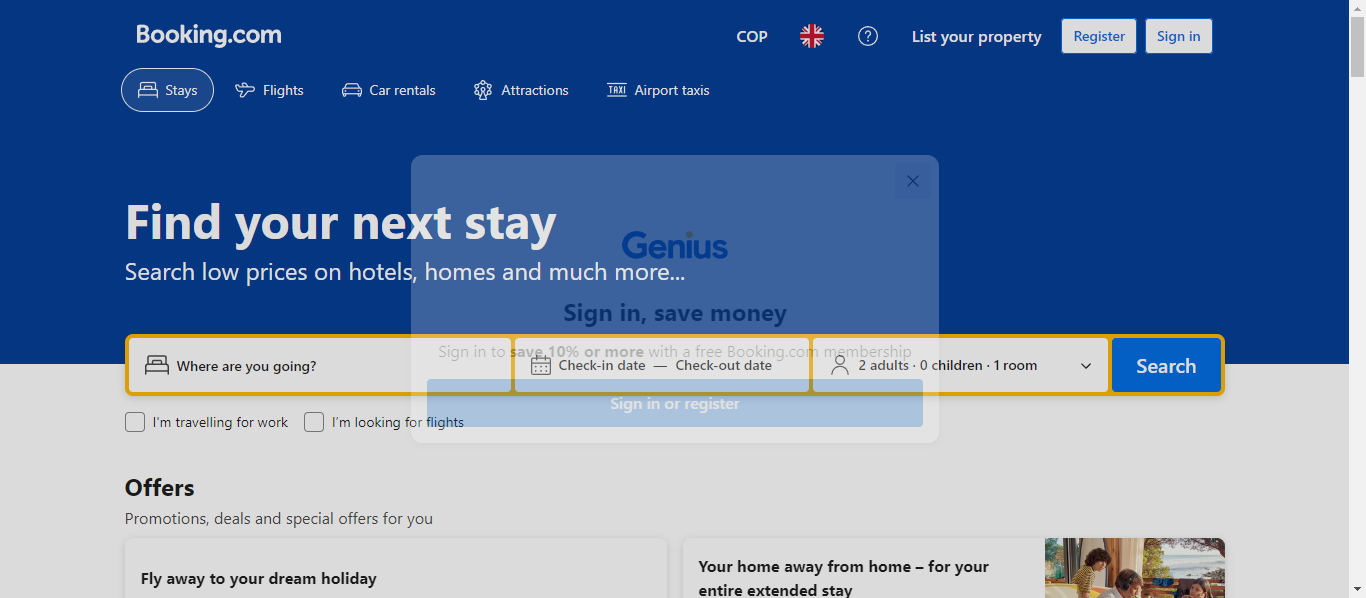 Booking.com
COP
List your property
Register
Sign in
Stays
Flights
Car rentals
Attractions
TAXI
Airport taxis
Find your next stay
Search low prices on hotels, homes and much more...
Genius
Sign in, save money
Sign in to save 10% or more with a free Booking.com membership
Sign in or register
Where are you going?
Check-in date — Check-out date
2 adults · 0 children · 1 room
Search
I'm travelling for work
I'm looking for flights
Offers
Promotions, deals and special offers for you
Fly away to your dream holiday
Your home away from home – for your
entire extended stay